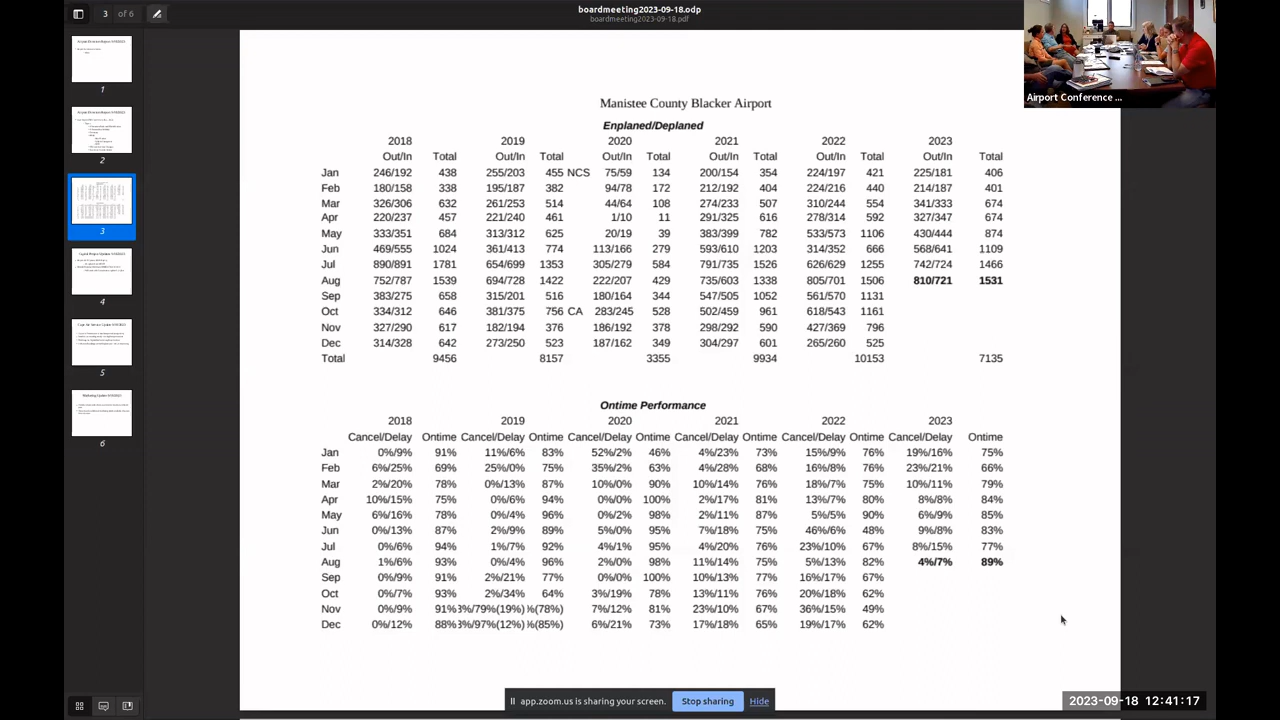 3 of 6
boardmeeting2023-09-18.odp
boardmeeting2023-09-18.pdf
Airport Conference ...
1
2
3
4
5
6
Manistee County Blacker Airport
Enplaned/Deplaned
2018 2019 2020 2021 2022 2023
Out/In Total Out/In Total Out/In Total Out/In Total Out/In Total Out/In Total
Jan 246/192 438 255/203 455 NCS 75/59 134 200/154 354 224/197 421 225/181 406
Feb 180/158 338 195/187 382 94/78 172 212/192 404 224/216 440 214/187 401
Mar 326/306 632 261/253 514 44/64 108 274/233 507 310/244 554 341/333 674
Apr 220/237 457 221/240 461 1/10 11 291/325 616 278/314 592 327/347 674
May 333/351 684 313/312 625 20/19 39 383/399 782 533/573 1106 430/444 874
Jun 469/555 1024 361/413 774 113/166 279 593/610 1203 314/352 666 568/641 1109
Jul 890/891 1781 654/699 1353 305/279 584 791/735 1526 626/629 1255 742/724 1466
Aug 752/787 1539 694/728 1422 222/207 429 735/603 1338 805/701 1506 810/721 1531
Sep 383/275 658 315/201 516 180/164 344 547/505 1052 561/570 1131
Oct 334/312 646 381/375 756 CA 283/245 528 502/459 961 618/543 1161
Nov 327/290 617 182/194 376 186/192 378 298/292 590 427/369 796
Dec 314/328 642 273/250 523 187/162 349 304/297 601 265/260 525
Total 9456 8157 3355 9934 10153 7135
Ontime Performance
2018 2019 2020 2021 2022 2023
Cancel/Delay Ontime Cancel/Delay Ontime Cancel/Delay Ontime Cancel/Delay Ontime Cancel/Delay Ontime Cancel/Delay Ontime
Jan 0%/9% 91% 11%/6% 83% 52%/2% 46% 4%/23% 73% 15%/9% 76% 19%/16% 75%
Feb 6%/25% 69% 25%/0% 75% 35%/2% 63% 4%/28% 68% 16%/8% 76% 23%/21% 66%
Mar 2%/20% 78% 0%/13% 87% 10%/0% 90% 10%/14% 76% 18%/7% 75% 10%/11% 79%
Apr 10%/15% 75% 0%/6% 94% 0%/0% 100% 2%/17% 81% 13%/7% 80% 8%/8% 84%
May 6%/16% 78% 0%/4% 96% 0%/2% 98% 2%/11% 87% 5%/5% 90% 6%/9% 85%
Jun 0%/13% 87% 2%/9% 89% 5%/0% 95% 7%/18% 75% 46%/6% 48% 9%/8% 83%
Jul 0%/6% 94% 1%/7% 92% 4%/1% 95% 4%/20% 76% 23%/10% 67% 8%/15% 77%
Aug 1%/6% 93% 0%/4% 96% 2%/0% 98% 11%/14% 75% 5%/13% 82% 4%/7% 89%
Sep 0%/9% 91% 2%/21% 77% 0%/0% 100% 10%/13% 77% 16%/17% 67%
Oct 0%/7% 93% 2%/34% 64% 3%/19% 78% 13%/11% 76% 20%/18% 62%
Nov 0%/9% 91% 3%/79%(19%) %(78%) 7%/12% 81% 23%/10% 67% 36%/15% 49%
Dec 0%/12% 88% 3%/97%(12%) %(85%) 6%/21% 73% 17%/18% 65% 19%/17% 62%
app.zoom.us is sharing your screen. Stop sharing Hide
2023-09-18 12:41:17